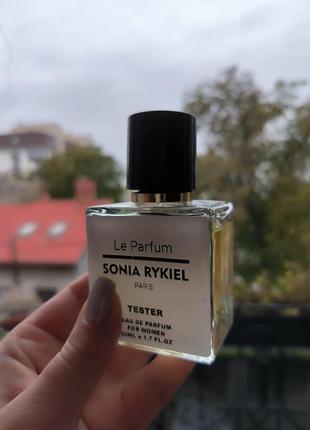 Le Parfum
SONIA RYKIEL
PARIS
TESTER
EAU DE PARFUM
FOR WOMEN
50ML e 1.7 FL.OZ